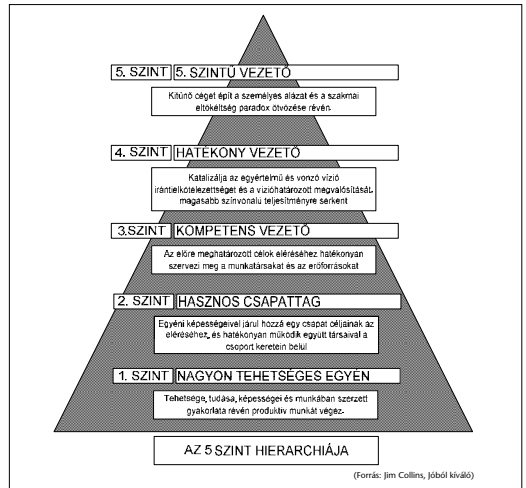 5. SZINT 5. SZINTŰ VEZETŐ
Kitűnő céget épít a személyes alázat és a szakmai
eltökéltség paradox ötvözése révén.
4. SZINT HATÉKONY VEZETŐ
Katalizálja az egyértelmű és vonzó vízió
irántielkötelezettséget és a vízióhatározott megvalósítását,
magasabb színvonalú teljesítményre serkent
3.SZINT KOMPETENS VEZETŐ
Az előre meghatározott célok eléréséhez hatékonyan
szervezi meg a munkatársakat és az erőforrásokat
2. SZINT HASZNOS CSAPATTAG
Egyéni képességeivel járul hozzá egy csapat céljainak az
eléréséhez, és hatékonyan működik együtt társaival a
csoport keretein belül
1. SZINT NAGYON TEHETSÉGES EGYÉN
Tehetsége, tudása, képességei és munkában szerzett
gyakorlata révén produktív munkát végez.
AZ 5 SZINT HIERARCHIÁJA
(Forrás: Jim Collins, Jóból kíváló)